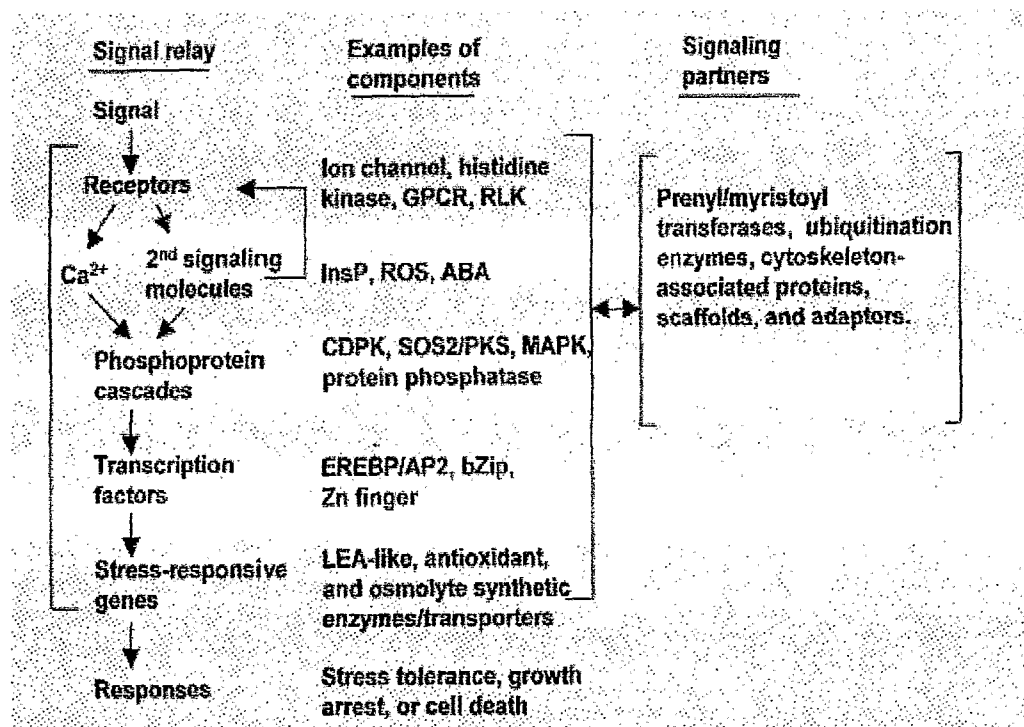 Signal relay
Examples of
components
Signaling
partners
Signal
Receptors
Ion channel, histidine
kinase, GPCR, RLK
Ca2+
2nd signaling
molecules
InsP, ROS, ABA
Phosphoprotein
cascades
CDPK, SOS2/PKS, MAPK,
protein phosphatase
Transcription
factors
EREBP/AP2, bZip,
Zn finger
Stress-responsive
genes
LEA-like, antioxidant,
and osmolyte synthetic
enzymes/transporters
Responses
Stress tolerance, growth
arrest, or cell death
Prenyl/myristoyl
transferases, ubiquitination
enzymes, cytoskeleton-
associated proteins,
scaffolds, and adaptors.